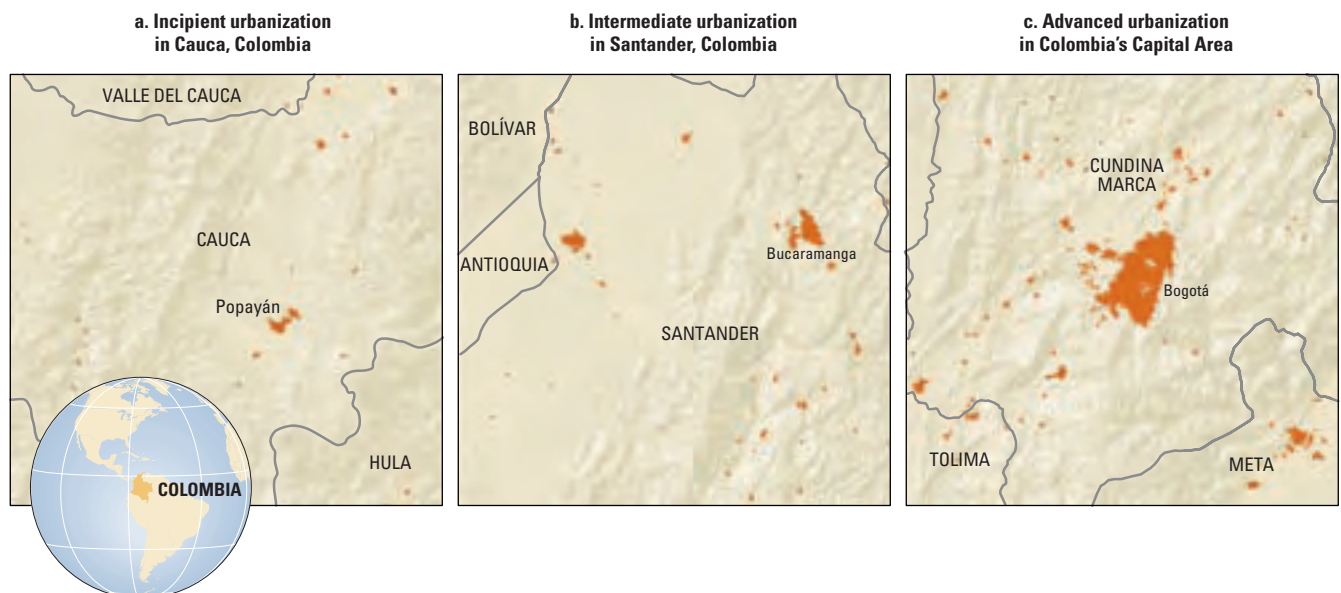 a. Incipient urbanization
in Cauca, Colombia
VALLE DEL CAUCA
CAUCA
Popayán
HULA
COLOMBIA
b. Intermediate urbanization
in Santander, Colombia
BOLÍVAR
ANTIOQUIA
Bucaramanga
SANTANDER
c. Advanced urbanization
in Colombia's Capital Area
CUNDINA
MARCA
Bogotá
TOLIMA
META